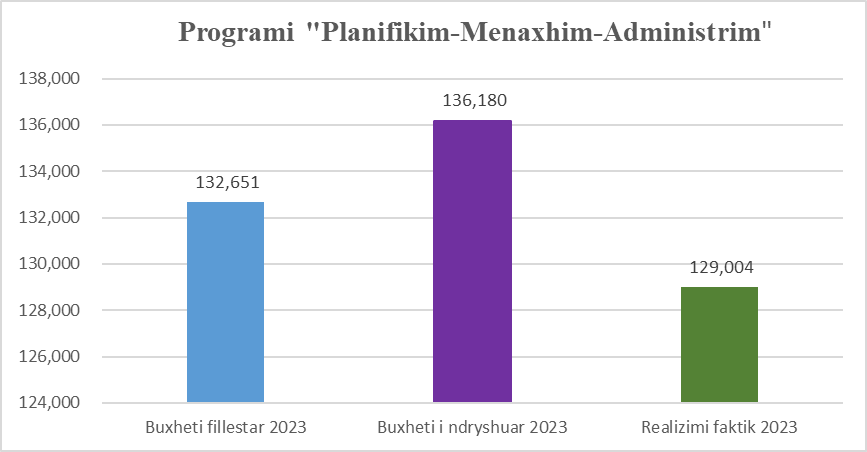 Programi "Planifikim-Menaxhim-Administrim"
138,000
136,000
134,000
132,000
130,000
128,000
126,000
124,000
132,651
136,180
129,004
Buxheti fillestar 2023
Buxheti i ndryshuar 2023
Realizimi faktik 2023